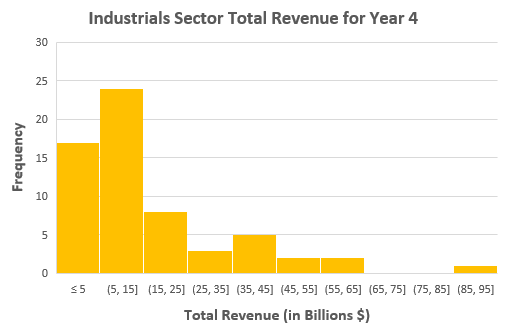 Industrials Sector Total Revenue for Year 4
30
25
20
15
10
5
0
Frequency
≤ 5 (5, 15] (15, 25] (25, 35] (35, 45] (45, 55] (55, 65] (65, 75] (75, 85] (85, 95]
Total Revenue (in Billions $)